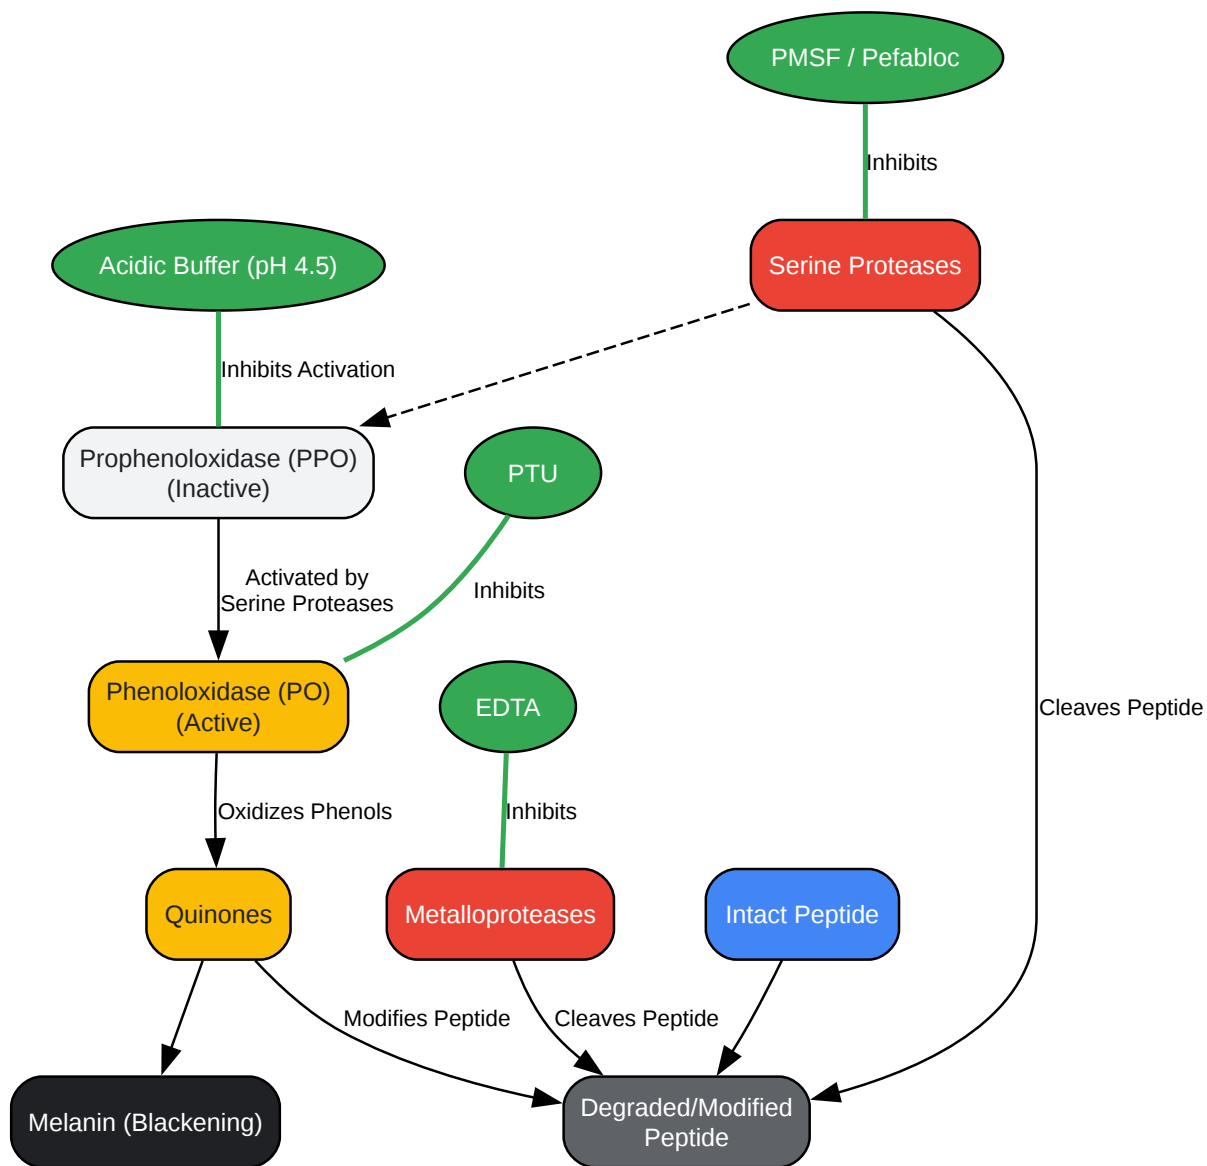 PMSF / Pefabloc
Inhibits
Acidic Buffer (pH 4.5)
Serine Proteases
Inhibits Activation
Prophenoloxidase (PPO)
(Inactive)
PTU
Activated by
Serine Proteases
Inhibits
Phenoloxidase (PO)
(Active)
EDTA
Cleaves Peptide
Oxidizes Phenols
Inhibits
Quinones
Metalloproteases
Intact Peptide
Modifies Peptide
Cleaves Peptide
Melanin (Blackening)
Degraded/Modified
Peptide